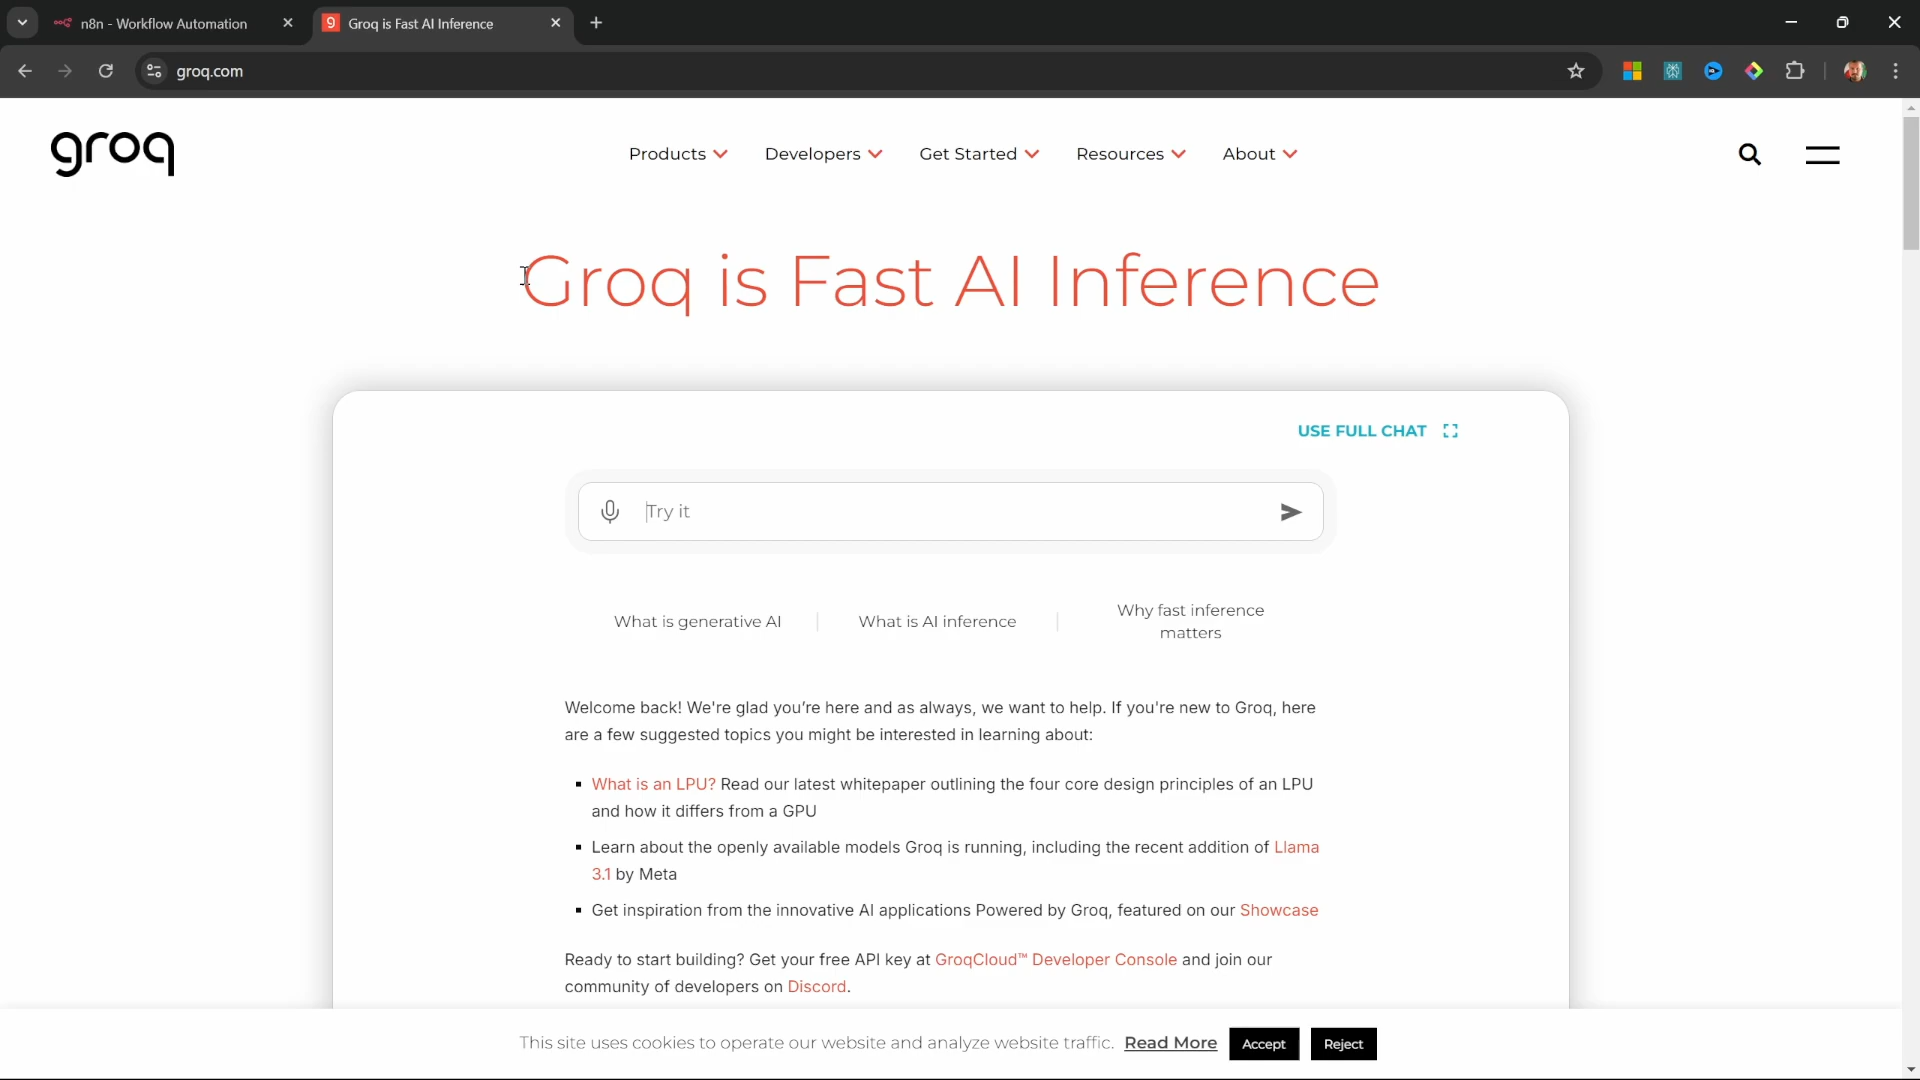 n8n - Workflow Automation
Groq is Fast AI Inference
groq.com
groq
Products
Developers
Get Started
Resources
About
Groq is Fast AI Inference
USE FULL CHAT
Try it
What is generative AI
What is AI inference
Why fast inference
matters
Welcome back! We're glad you’re here and as always, we want to help. If you're new to Groq, here
are a few suggested topics you might be interested in learning about:
What is an LPU? Read our latest whitepaper outlining the four core design principles of an LPU
and how it differs from a GPU
Learn about the openly available models Groq is running, including the recent addition of Llama
3.1 by Meta
Get inspiration from the innovative AI applications Powered by Groq, featured on our Showcase
Ready to start building? Get your free API key at GroqCloud™ Developer Console and join our
community of developers on Discord.
This site uses cookies to operate our website and analyze website traffic. Read More
Accept
Reject